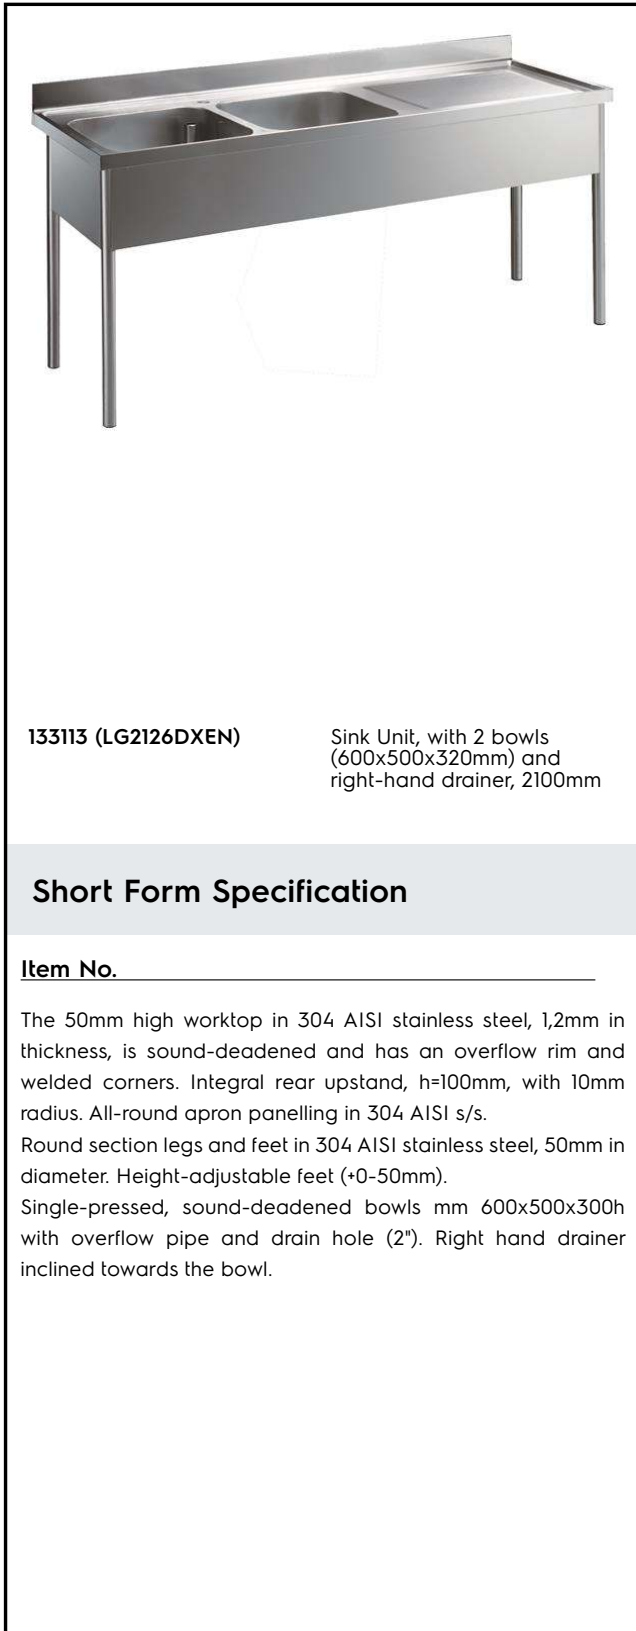 133113 (LG2126DXEN)
Sink Unit, with 2 bowls
(600x500x320mm) and
right-hand drainer, 2100mm
Short Form Specification
Item No.
The 50mm high worktop in 304 AISI stainless steel, 1,2mm in
thickness, is sound-deadened and has an overflow rim and
welded corners. Integral rear upstand, h=100mm, with 10mm
radius. All-round apron panelling in 304 AISI s/s.
Round section legs and feet in 304 AISI stainless steel, 50mm in
diameter. Height-adjustable feet (+0-50mm).
Single-pressed, sound-deadened bowls mm 600x500x300h
with overflow pipe and drain hole (2"). Right hand drainer
inclined towards the bowl.